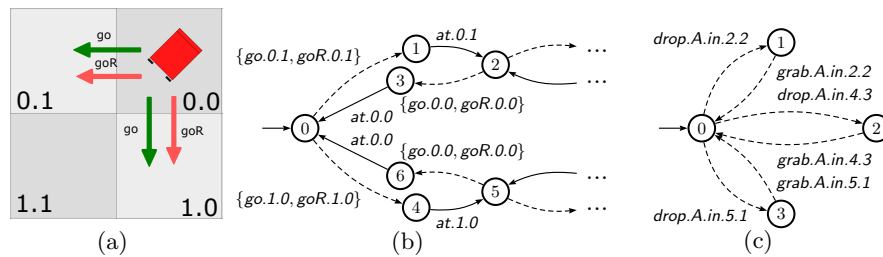 go
goR
0.1
0.0
go
goR
1.1
1.0
(a)
{go.0.1, goR.0.1}
1
at.0.1
2
...
...
3
{go.0.0, goR.0.0}
at.0.0
0
at.0.0
{go.0.0, goR.0.0}
6
5
...
...
{go.1.0, goR.1.0}
4
at.1.0
(b)
drop.A.in.2.2
1
grab.A.in.2.2
drop.A.in.4.3
0
2
grab.A.in.4.3
grab.A.in.5.1
drop.A.in.5.1
3
(c)